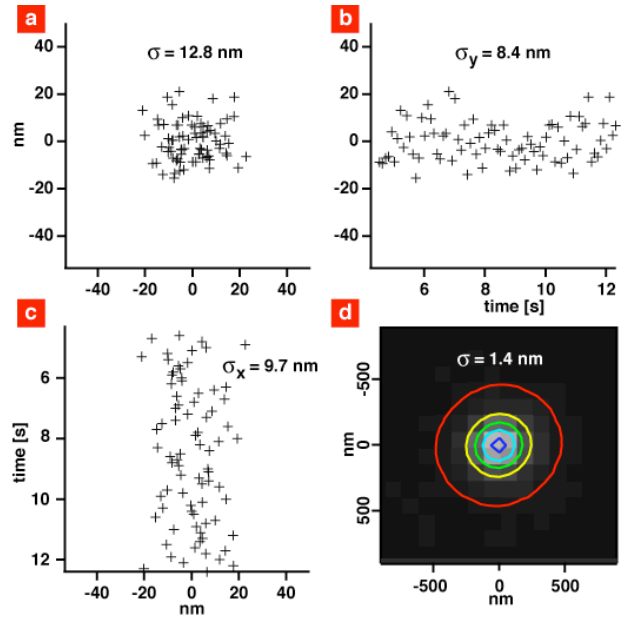 a
σ = 12.8 nm
nm
40
20
0
-20
-40
-40 -20 0 20 40
b
σy = 8.4 nm
40
20
0
-20
-40
6 8 10 12
time [s]
c
σx = 9.7 nm
time [s]
6
8
10
12
-40 -20 0 20 40
nm
d
σ = 1.4 nm
nm
-500
0
500
-500 0 500
nm